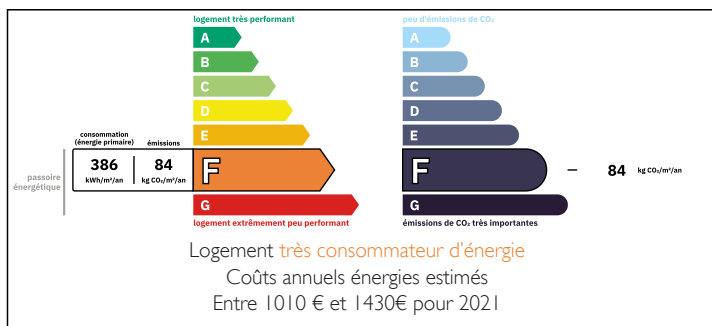 logement très performant
A
B
C
D
E
consommation
(énergie primaire)
émissions
386
kWh/m²/an
84
kg CO₂/m²/an
F
passoire
énergétique
G
logement extrêmement peu performant
peu d'émissions de CO₂
A
B
C
D
E
F
84 kg CO₂/m²/an
G
émissions de CO₂ très importantes
Logement très consommateur d'énergie
Coûts annuels énergies estimés
Entre 1010 € et 1430€ pour 2021